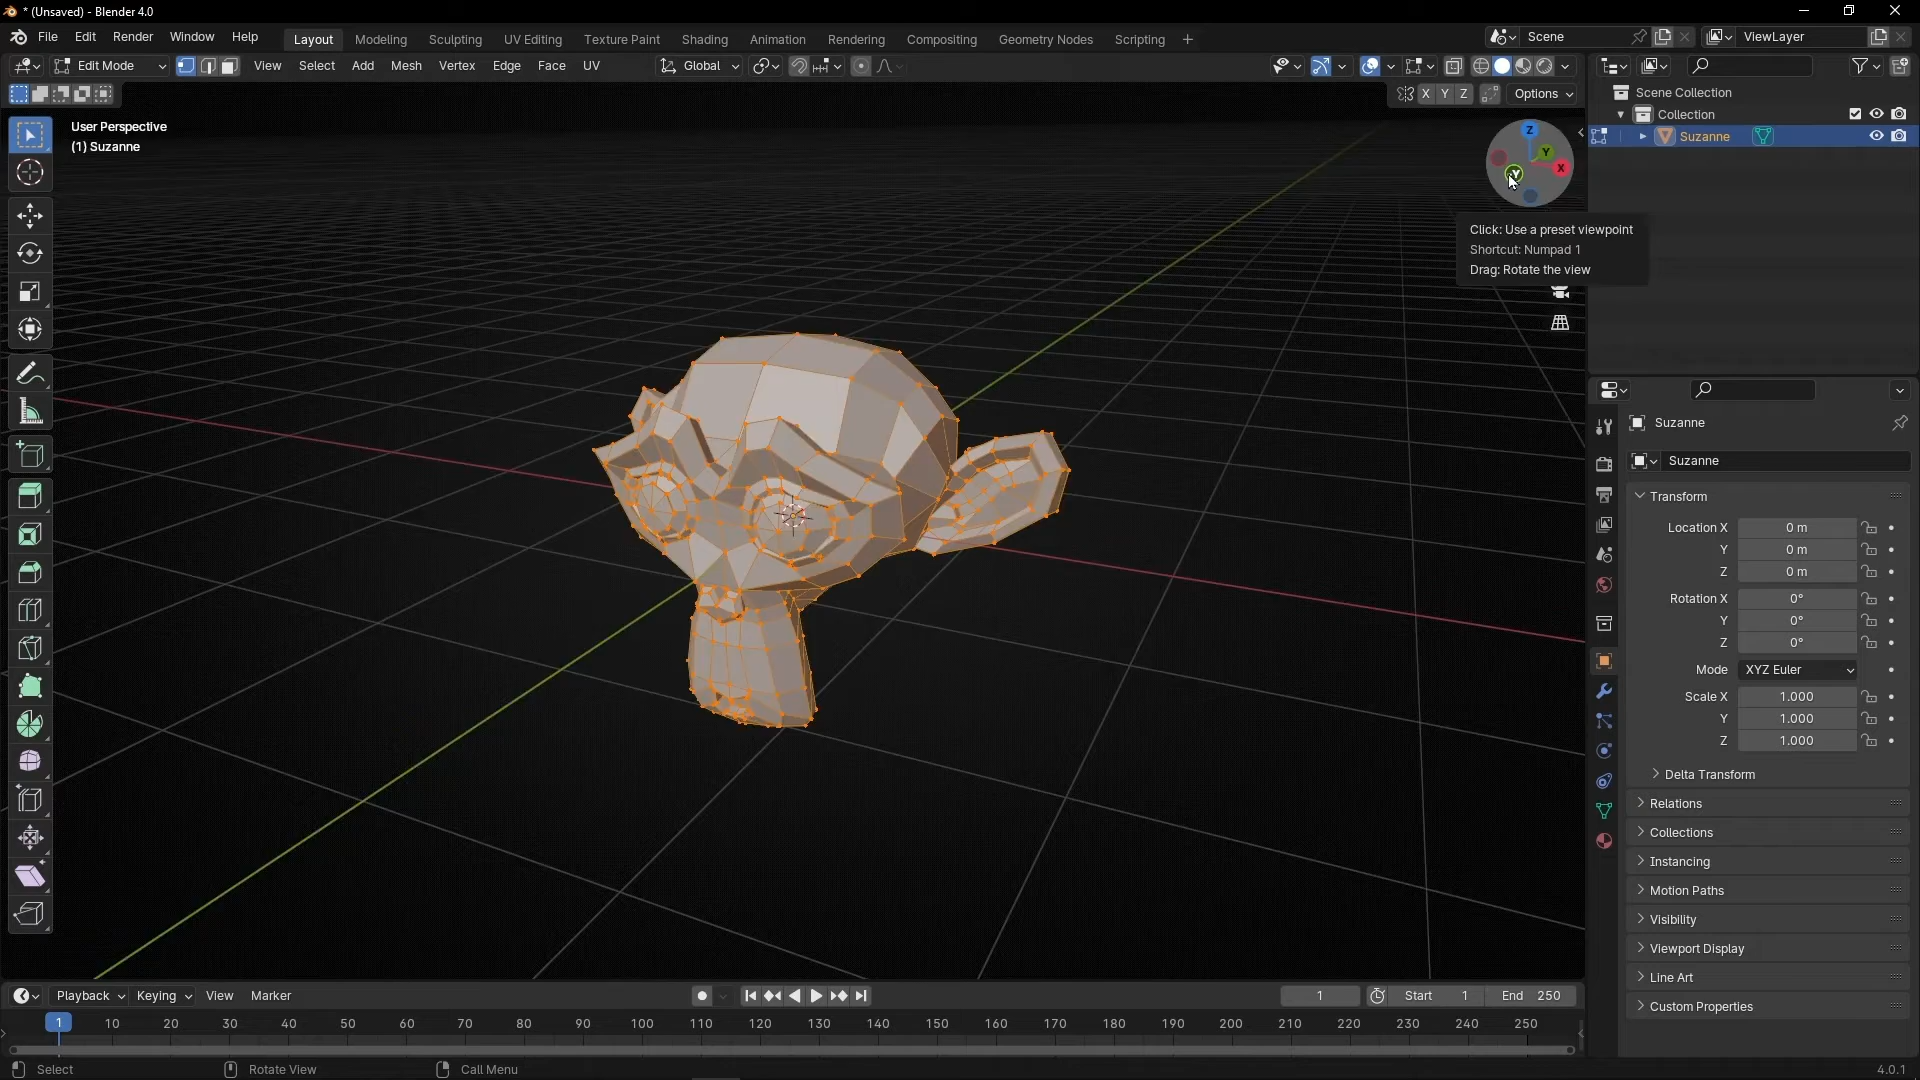 * (Unsaved) - Blender 4.0
File Edit Render Window Help Layout Modeling Sculpting UV Editing Texture Paint Shading Animation Rendering Compositing Geometry Nodes Scripting + Scene ViewLayer
Edit Mode View Select Add Mesh Vertex Edge Face UV Global
X Y Z Options
Scene Collection
Collection
Suzanne
User Perspective
(1) Suzanne
Z
Y
X
Y
Click: Use a preset viewpoint
Shortcut: Numpad 1
Drag: Rotate the view
Suzanne
Suzanne
Transform
Location X 0 m
Y 0 m
Z 0 m
Rotation X 0°
Y 0°
Z 0°
Mode XYZ Euler
Scale X 1.000
Y 1.000
Z 1.000
Delta Transform
Relations
Collections
Instancing
Motion Paths
Visibility
Viewport Display
Line Art
Custom Properties
Playback Keying View Marker 1 Start 1 End 250
1 10 20 30 40 50 60 70 80 90 100 110 120 130 140 150 160 170 180 190 200 210 220 230 240 250
Select Rotate View Call Menu 4.0.1